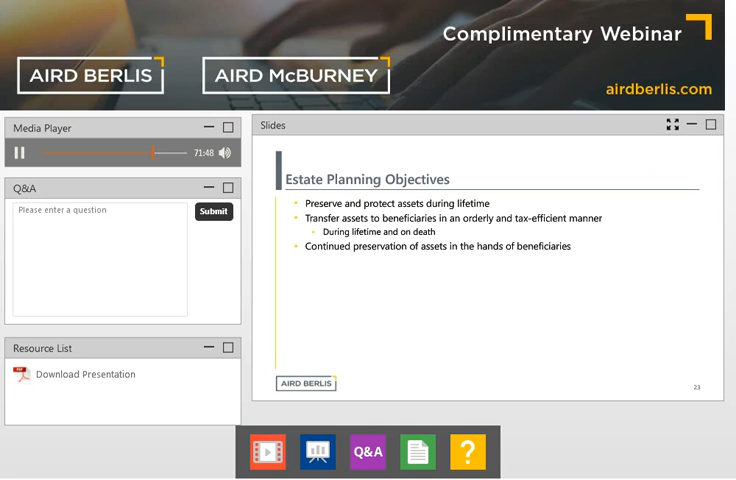 Complimentary Webinar
AIRD BERLIS
AIRD McBURNEY
airdberlis.com
Media Player
71:48
Q&A
Please enter a question
Submit
Resource List
Download Presentation
Slides
Estate Planning Objectives
Preserve and protect assets during lifetime
Transfer assets to beneficiaries in an orderly and tax-efficient manner
During lifetime and on death
Continued preservation of assets in the hands of beneficiaries
AIRD BERLIS
23
Q&A
?